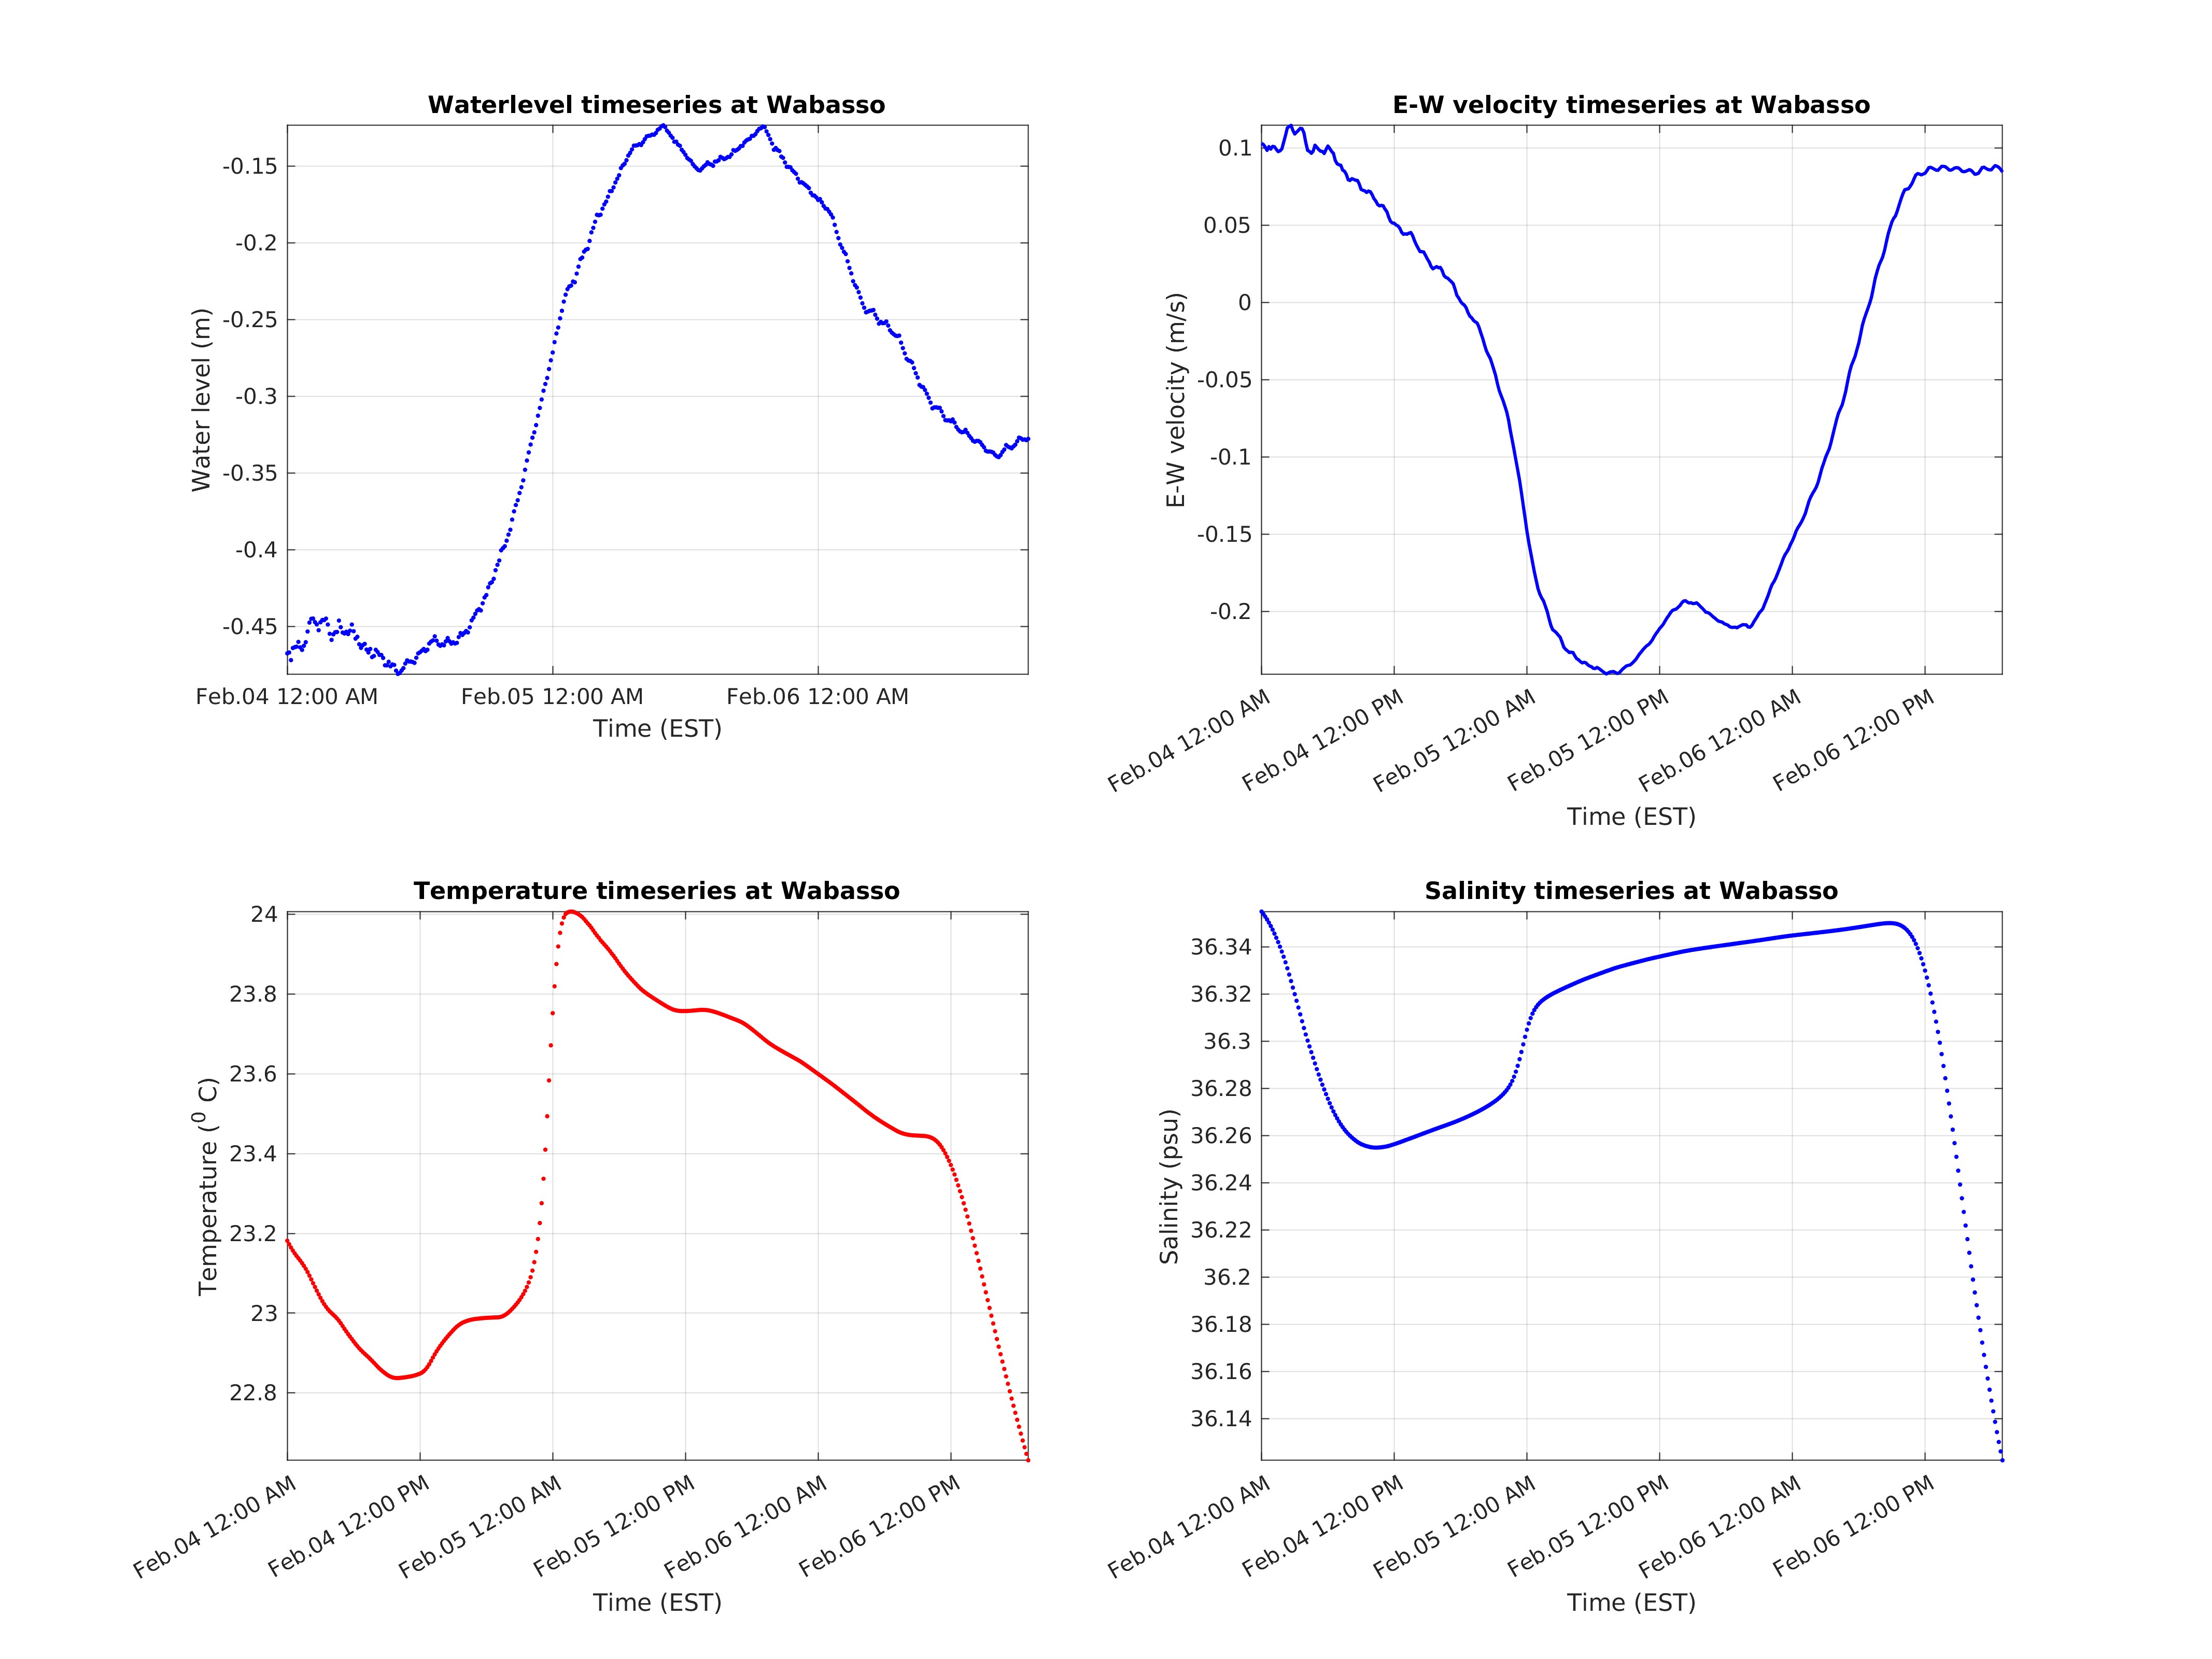 Waterlevel timeseries at Wabasso
-0.15
-0.2
-0.25
-0.3
-0.35
-0.4
-0.45
Water level (m)
Feb.04 12:00 AM
Feb.05 12:00 AM
Feb.06 12:00 AM
Time (EST)
E-W velocity timeseries at Wabasso
0.1
0.05
0
-0.05
-0.1
-0.15
-0.2
E-W velocity (m/s)
Feb.04 12:00 AM
Feb.04 12:00 PM
Feb.05 12:00 AM
Feb.05 12:00 PM
Feb.06 12:00 AM
Feb.06 12:00 PM
Time (EST)
Temperature timeseries at Wabasso
24
23.8
23.6
23.4
23.2
23
22.8
Temperature (⁰ C)
Feb.04 12:00 AM
Feb.04 12:00 PM
Feb.05 12:00 AM
Feb.05 12:00 PM
Feb.06 12:00 AM
Feb.06 12:00 PM
Time (EST)
Salinity timeseries at Wabasso
36.34
36.32
36.3
36.28
36.26
36.24
36.22
36.2
36.18
36.16
36.14
Salinity (psu)
Feb.04 12:00 AM
Feb.04 12:00 PM
Feb.05 12:00 AM
Feb.05 12:00 PM
Feb.06 12:00 AM
Feb.06 12:00 PM
Time (EST)